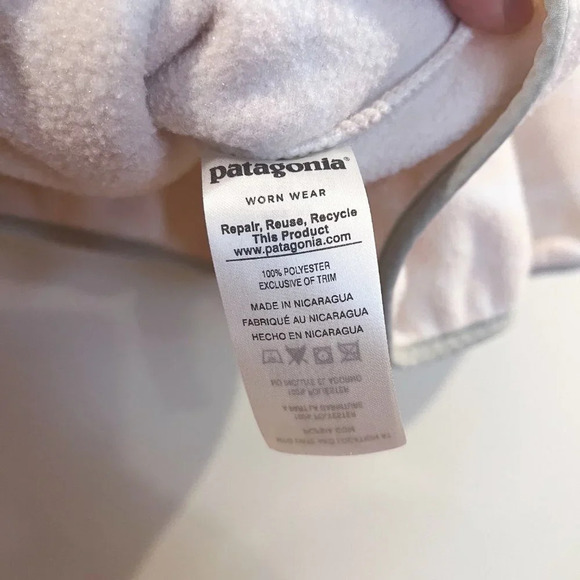 patagonia®
WORN WEAR
Repair, Reuse, Recycle
This Product
www.patagonia.com
100% POLYESTER
EXCLUSIVE OF TRIM
MADE IN NICARAGUA
FABRIQUÉ AU NICARAGUA
HECHO EN NICARAGUA